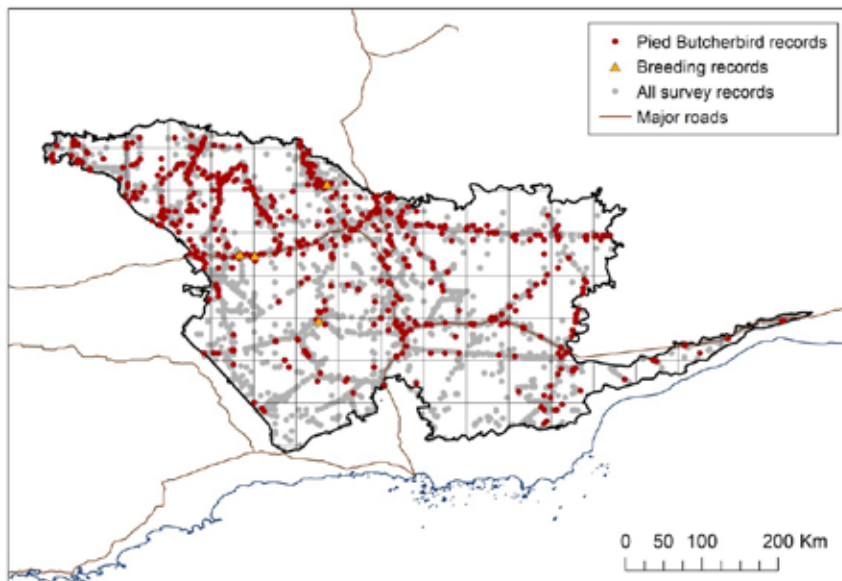 Pied Butcherbird records
Breeding records
All survey records
Major roads
0 50 100 200 Km